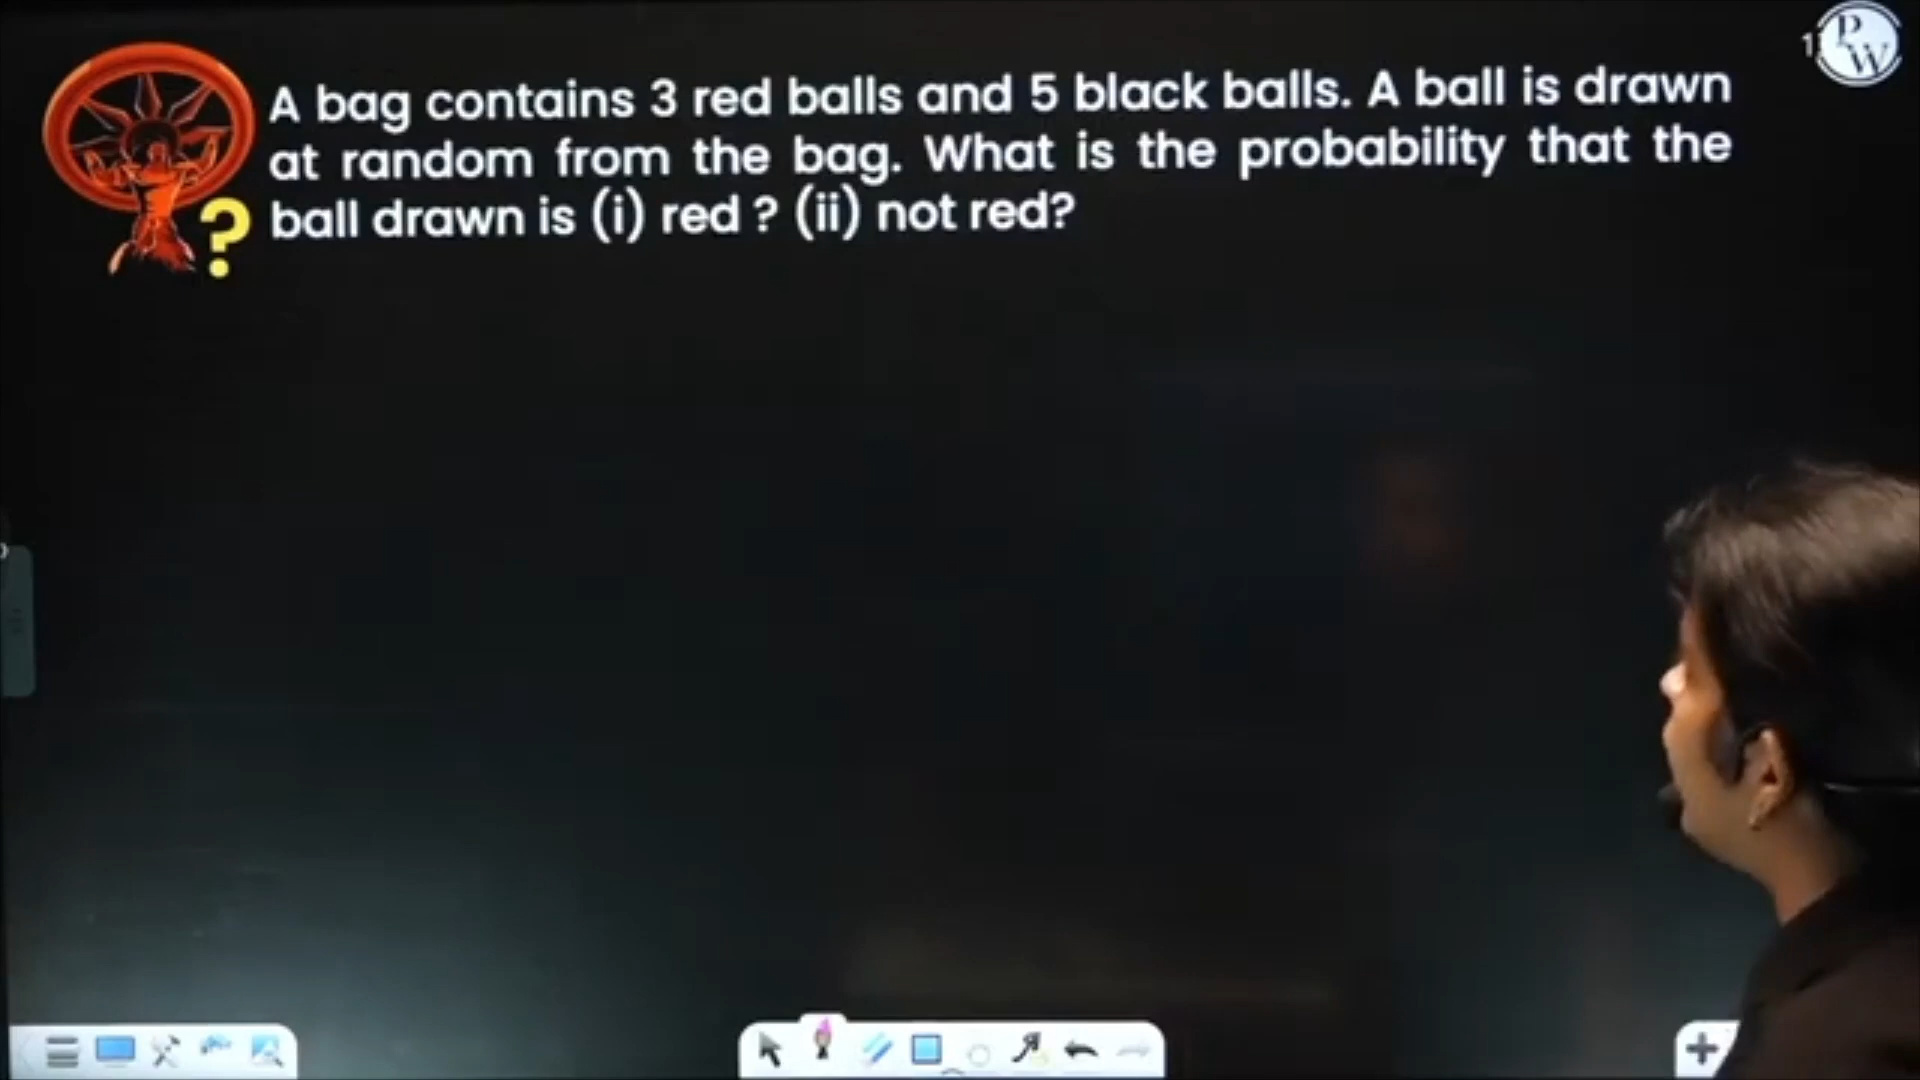 A bag contains 3 red balls and 5 black balls. A ball is drawn
at random from the bag. What is the probability that the
ball drawn is (i) red ? (ii) not red?
?
PW